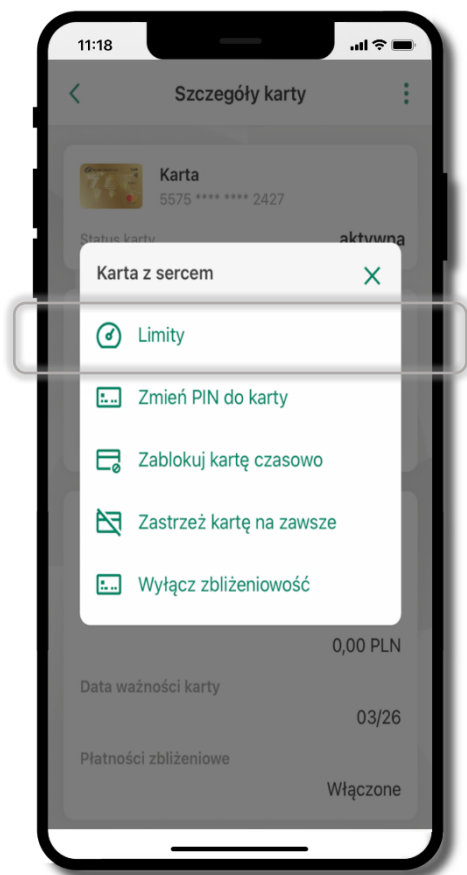 11:18
Szczegóły karty
Karta
5575 **** **** 2427
Status karty
aktywna
Karta z sercem
Limity
Zmień PIN do karty
Zablokuj kartę czasowo
Zastrzeż kartę na zawsze
Wyłącz zbliżeniowość
0,00 PLN
Data ważności karty
03/26
Płatności zbliżeniowe
Włączone